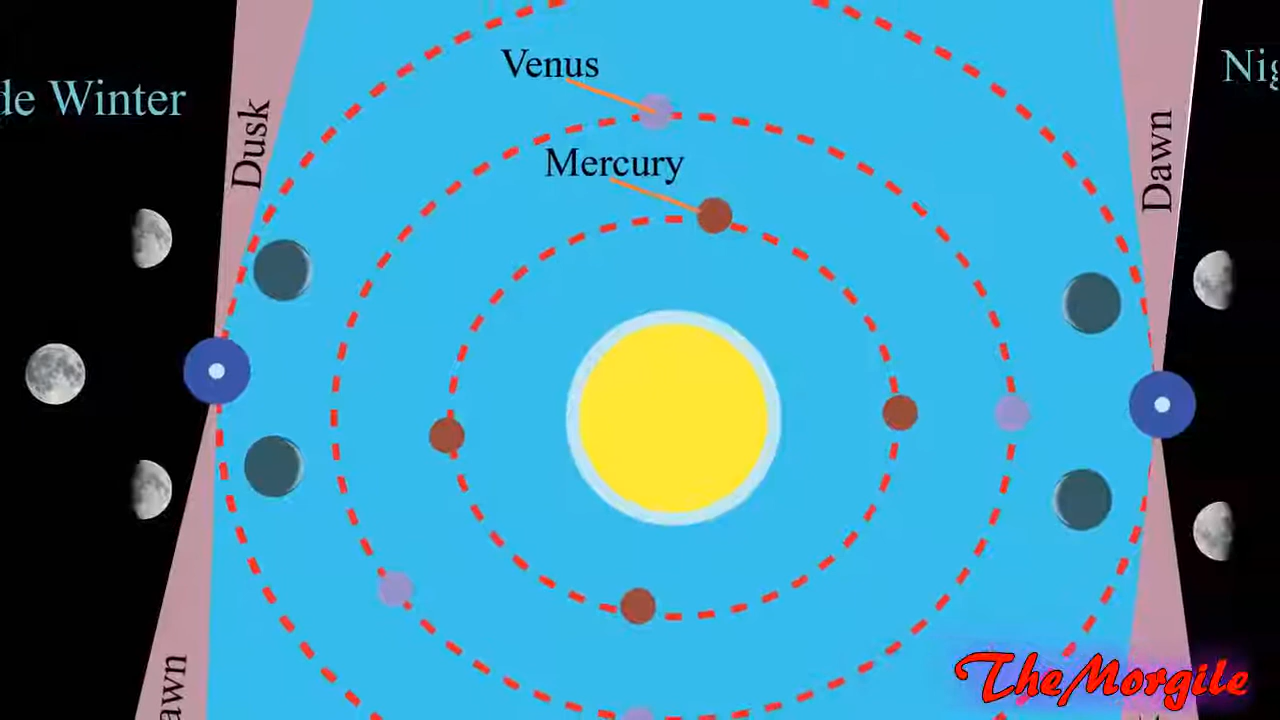 Venus
Mercury
de Winter
Dusk
Dawn
Nig
awn
TheMorgile